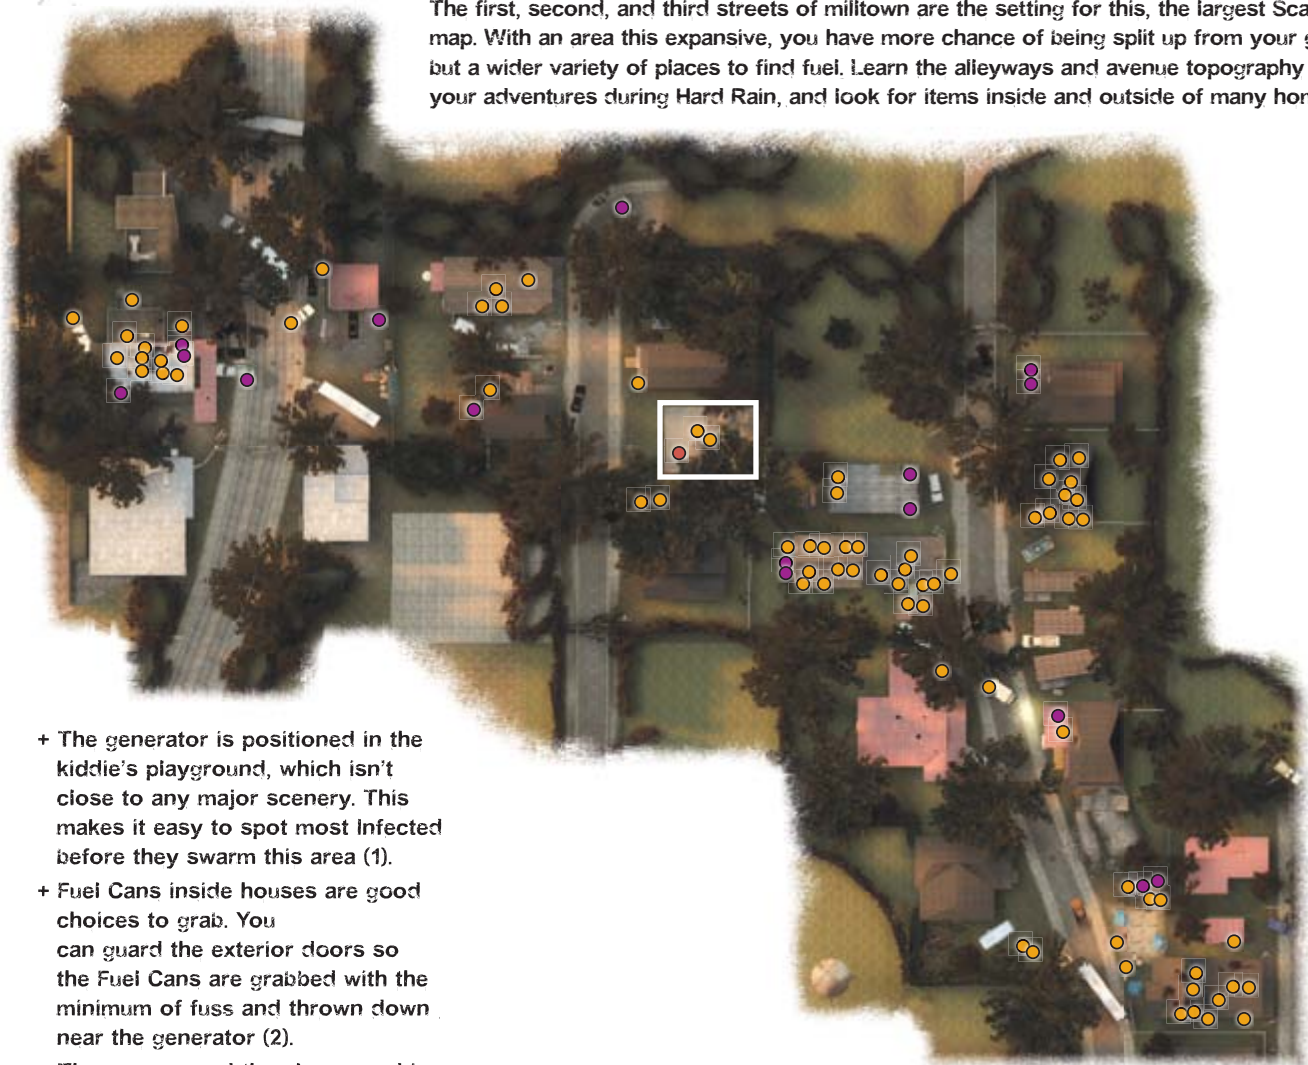 The first, second, and third streets of milltown are the setting for this, the largest Sca
map. With an area this expansive, you have more chance of being split up from your
but a wider variety of places to find fuel. Learn the alleyways and avenue topography
your adventures during Hard Rain, and look for items inside and outside of many
+ The generator is positioned in the
kiddie's playground, which isn't
close to any major scenery. This
makes it easy to spot most Infected
before they swarm this area (1).
+ Fuel Cans inside houses are good
choices to grab. You
can guard the exterior doors so
the Fuel Cans are grabbed with the
minimum of fuss and thrown down
near the generator (2).